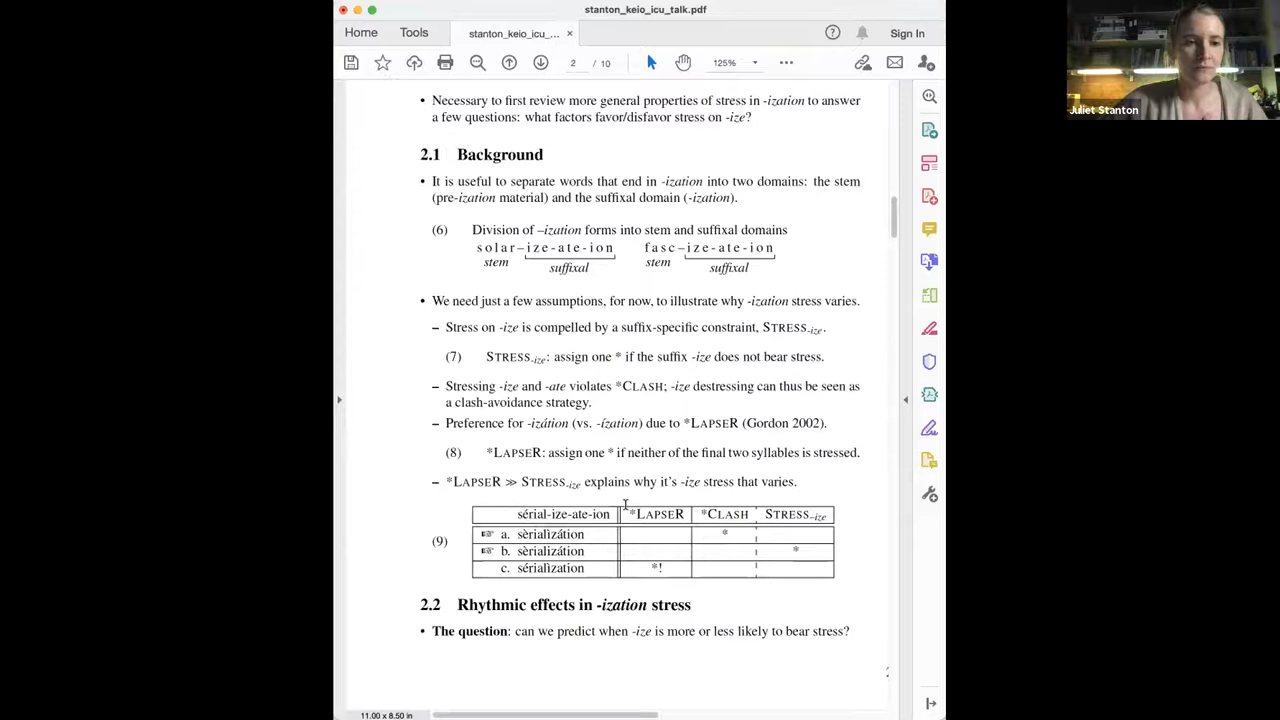 stanton_keio_icu_talk.pdf
Home Tools stanton_keio_icu_... × Sign In
2 / 10 125%
Juliet Stanton
• Necessary to first review more general properties of stress in -ization to answer
a few questions: what factors favor/disfavor stress on -ize?
2.1 Background
• It is useful to separate words that end in -ization into two domains: the stem
(pre-ization material) and the suffixal domain (-ization).
(6) Division of –ization forms into stem and suffixal domains
solar–ize-ate-ion fasc–ize-ate-ion
stem suffixal stem suffixal
• We need just a few assumptions, for now, to illustrate why -ization stress varies.
– Stress on -ize is compelled by a suffix-specific constraint, STRESS-ize.
(7) STRESS-ize: assign one * if the suffix -ize does not bear stress.
– Stressing -ize and -ate violates *CLASH; -ize destressing can thus be seen as
a clash-avoidance strategy.
– Preference for -izátion (vs. -ízation) due to *LAPSER (Gordon 2002).
(8) *LAPSER: assign one * if neither of the final two syllables is stressed.
– *LAPSER ≫ STRESS-ize explains why it's -ize stress that varies.
(9)
sérial-ize-ate-ion *LAPSER *CLASH STRESS-ize
☞ a. sèrialìzátion *
☞ b. sèrializátion *
c. sérialìzation *!
2.2 Rhythmic effects in -ization stress
• The question: can we predict when -ize is more or less likely to bear stress?
11.00 x 8.50 in